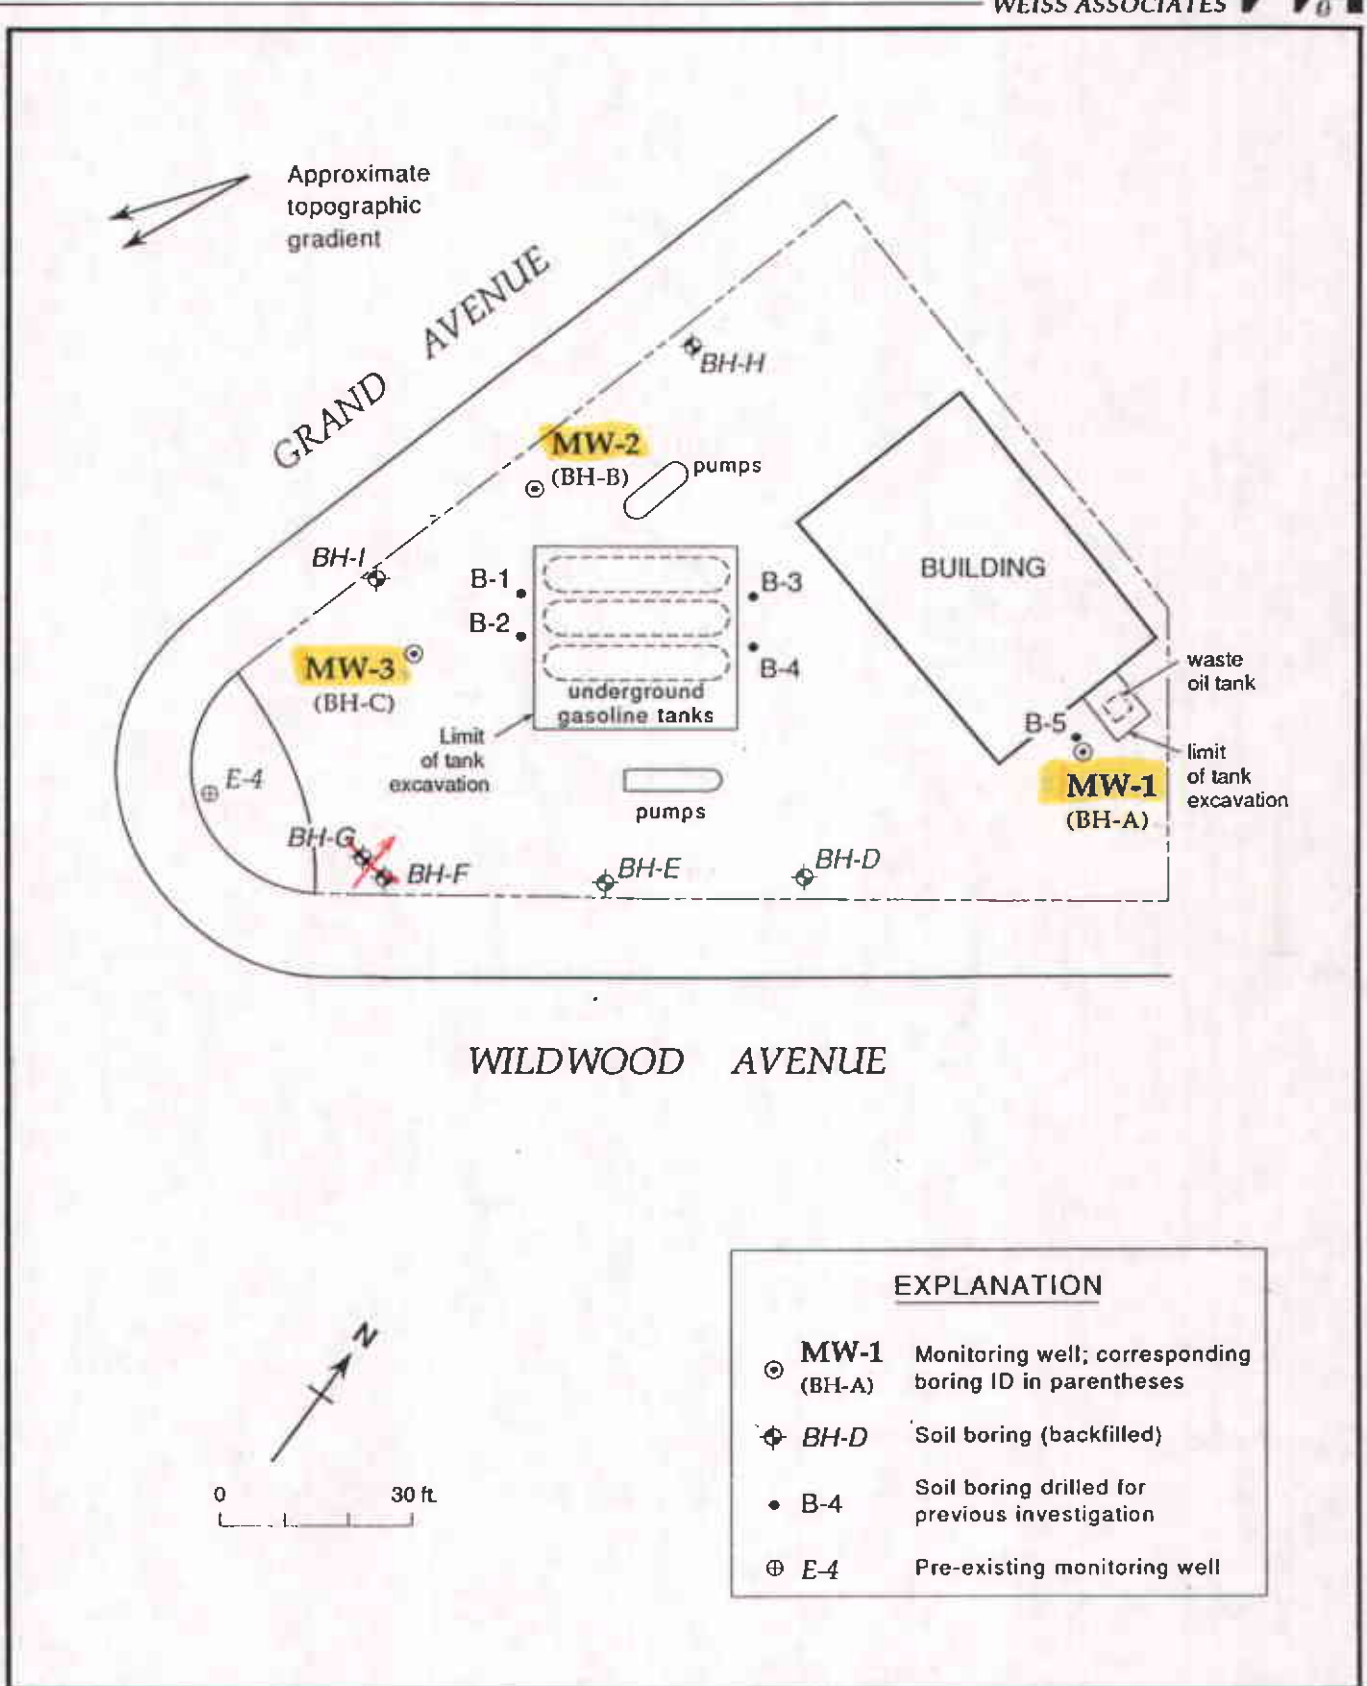 WEISS ASSOCIATES
Approximate
topographic
gradient
GRAND AVENUE
BH-H
MW-2
(BH-B)
pumps
BH-I
B-1
B-2
B-3
B-4
BUILDING
MW-3
(BH-C)
underground
gasoline tanks
Limit
of tank
excavation
waste
oil tank
B-5
limit
of tank
excavation
MW-1
(BH-A)
E-4
pumps
BH-G
BH-F
BH-E
BH-D
WILDWOOD AVENUE
N
0 30 ft.
EXPLANATION
MW-1 Monitoring well; corresponding
(BH-A) boring ID in parentheses
BH-D Soil boring (backfilled)
B-4 Soil boring drilled for
previous investigation
E-4 Pre-existing monitoring well